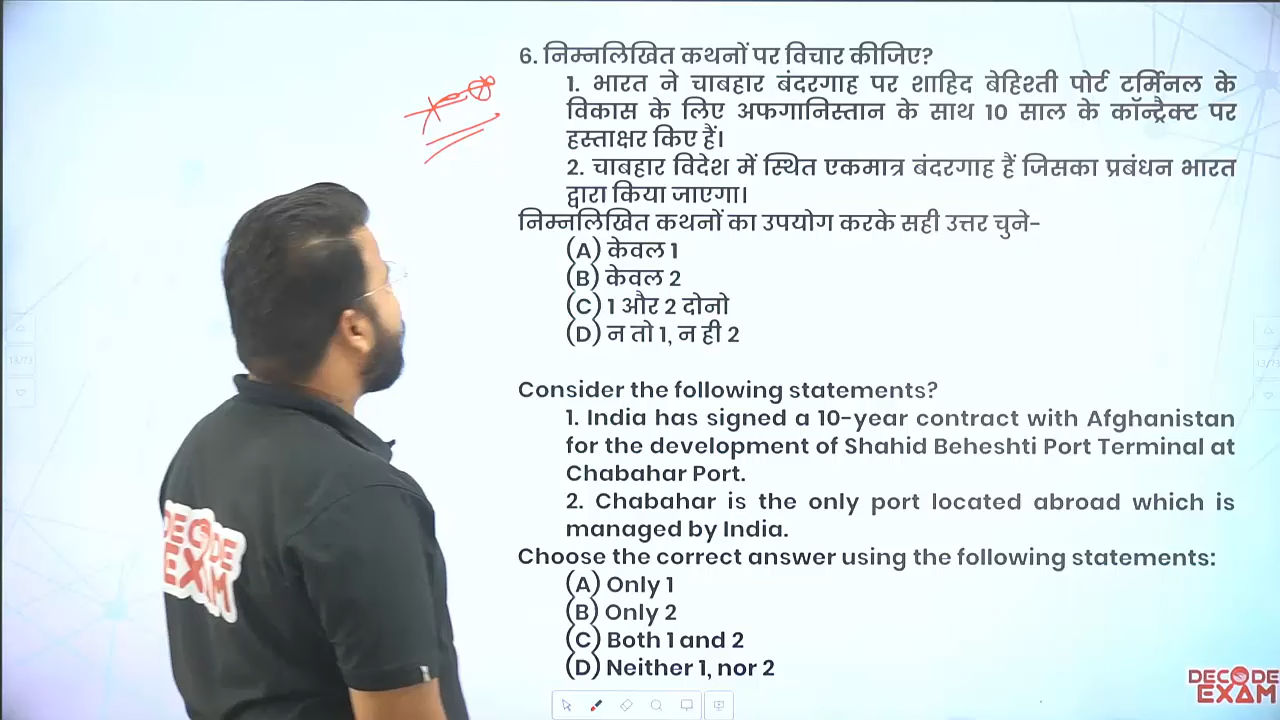 6. निम्नलिखित कथनों पर विचार कीजिए?
1. भारत ने चाबहार बंदरगाह पर शाहिद बेहिश्ती पोर्ट टर्मिनल के
विकास के लिए अफगानिस्तान के साथ 10 साल के कॉन्ट्रैक्ट पर
हस्ताक्षर किए हैं।
2. चाबहार विदेश में स्थित एकमात्र बंदरगाह हैं जिसका प्रबंधन भारत
द्वारा किया जाएगा।
निम्नलिखित कथनों का उपयोग करके सही उत्तर चुने-
(A) केवल 1
(B) केवल 2
(C) 1 और 2 दोनो
(D) न तो 1, न ही 2
Consider the following statements?
1. India has signed a 10-year contract with Afghanistan
for the development of Shahid Beheshti Port Terminal at
Chabahar Port.
2. Chabahar is the only port located abroad which is
managed by India.
Choose the correct answer using the following statements:
(A) Only 1
(B) Only 2
(C) Both 1 and 2
(D) Neither 1, nor 2
DECODE
EXAM
DECODE
EXAM